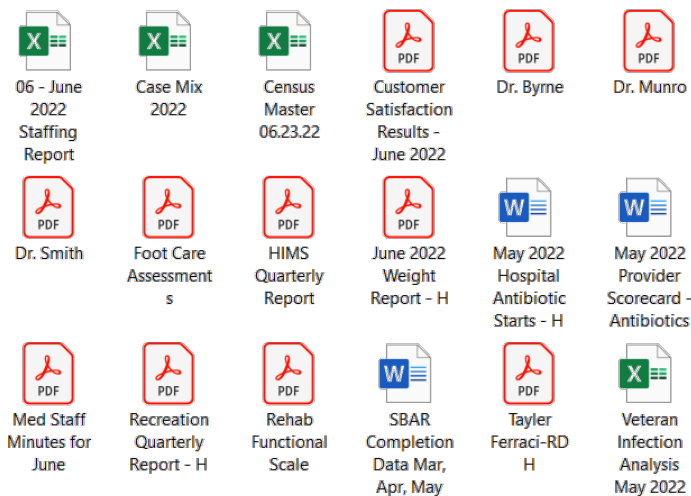 06 - June
2022
Staffing
Report
Case Mix
2022
Census
Master
06.23.22
PDF
Customer
Satisfaction
Results -
June 2022
PDF
Dr. Byrne
PDF
Dr. Munro
PDF
Dr. Smith
PDF
Foot Care
Assessment
s
PDF
HIMS
Quarterly
Report
PDF
June 2022
Weight
Report - H
May 2022
Hospital
Antibiotic
Starts - H
May 2022
Provider
Scorecard -
Antibiotics
PDF
Med Staff
Minutes for
June
PDF
Recreation
Quarterly
Report - H
PDF
Rehab
Functional
Scale
SBAR
Completion
Data Mar,
Apr, May
PDF
Tayler
Ferraci-RD
H
Veteran
Infection
Analysis
May 2022